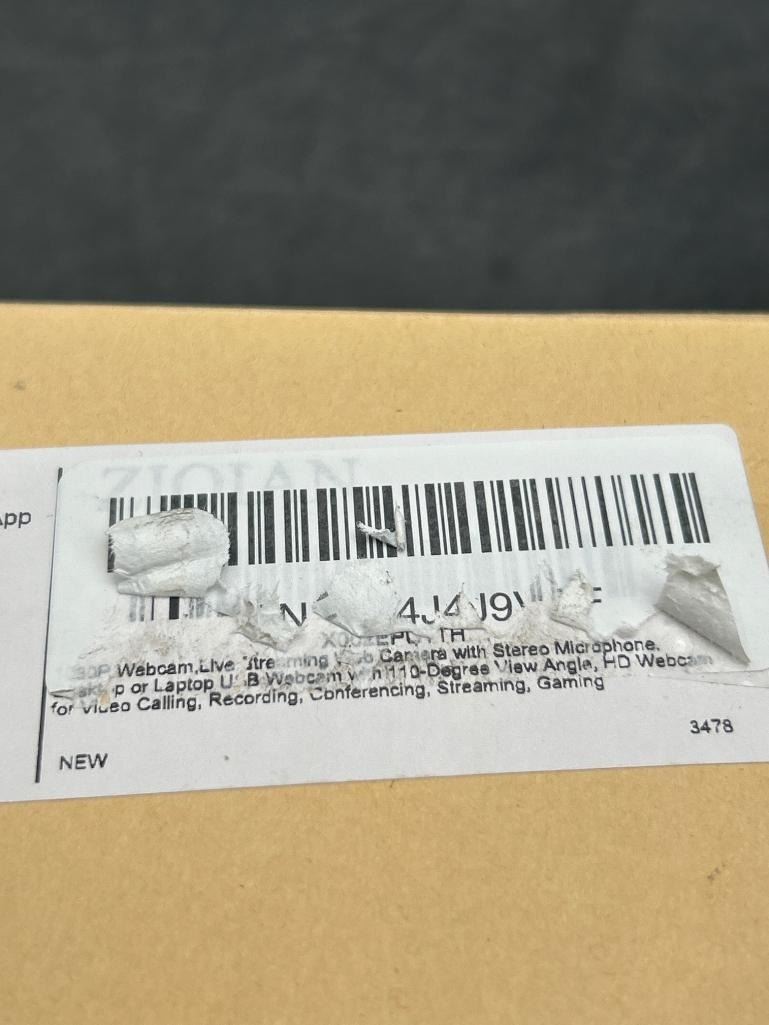 ZIQIAN
App
Webcam,Live Camera with Stereo Microphone,
or Laptop Webcam 110-Degree View Angle, HD Webcam
for Calling, Recording, Conferencing, Streaming, Gaming
3478
NEW